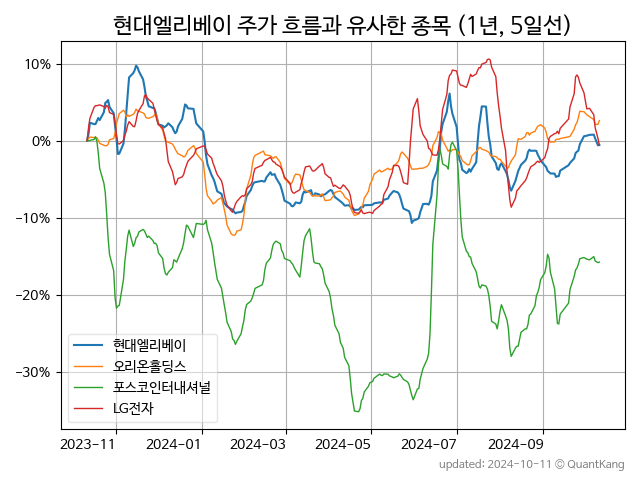 현대엘리베이 주가 흐름과 유사한 종목 (1년, 5일선)
10%
0%
−10%
−20%
−30%
현대엘리베이
오리온홀딩스
포스코인터내셔널
LG전자
2023-11
2024-01
2024-03
2024-05
2024-07
2024-09
updated: 2024-10-11 © QuantKang